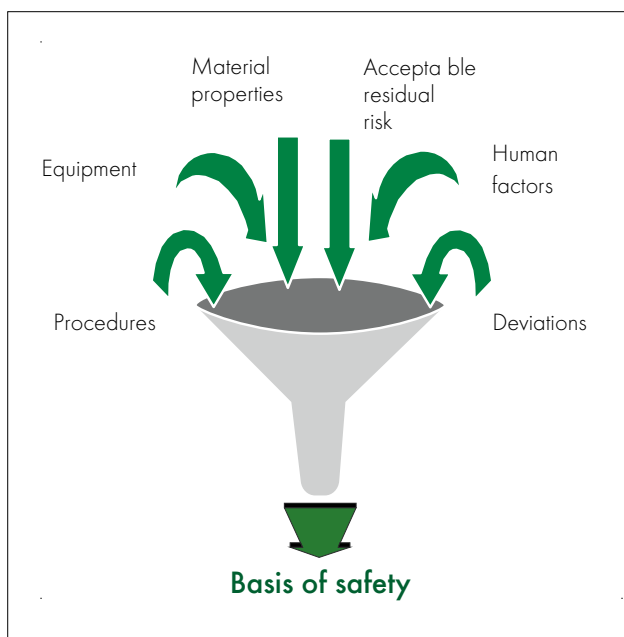 Material
properties
Accepta ble
residual
risk
Equipment
Human
factors
Procedures
Deviations
Basis of safety